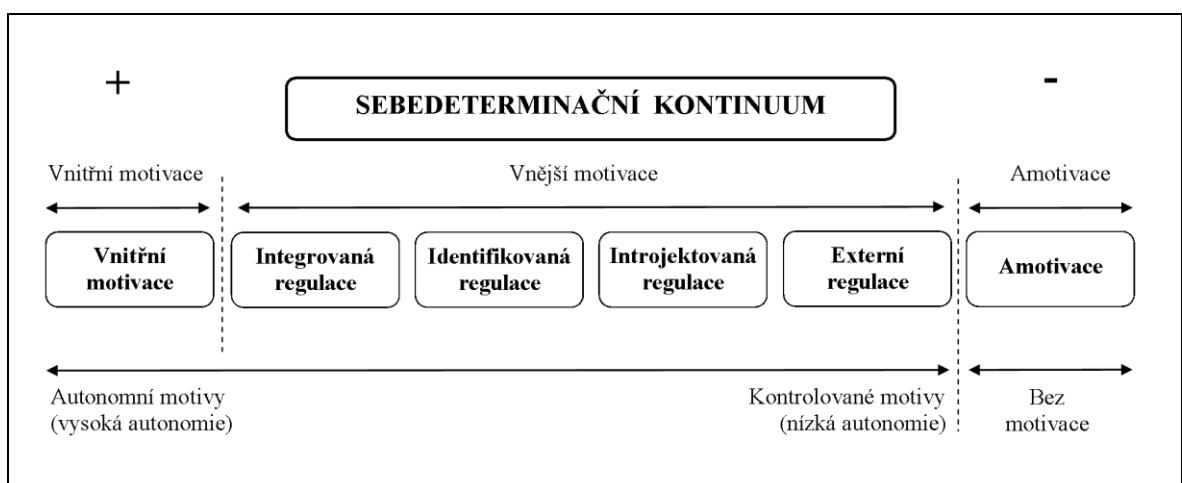 +
-
SEBEDETERMINAČNÍ KONTINUUM
Vnitřní motivace
Vnější motivace
Amotivace
Vnitřní
motivace
Integrovaná
regulace
Identifikovaná
regulace
Introjektovaná
regulace
Externí
regulace
Amotivace
Autonomní motivy
(vysoká autonomie)
Kontrolované motivy
(nízká autonomie)
Bez
motivace